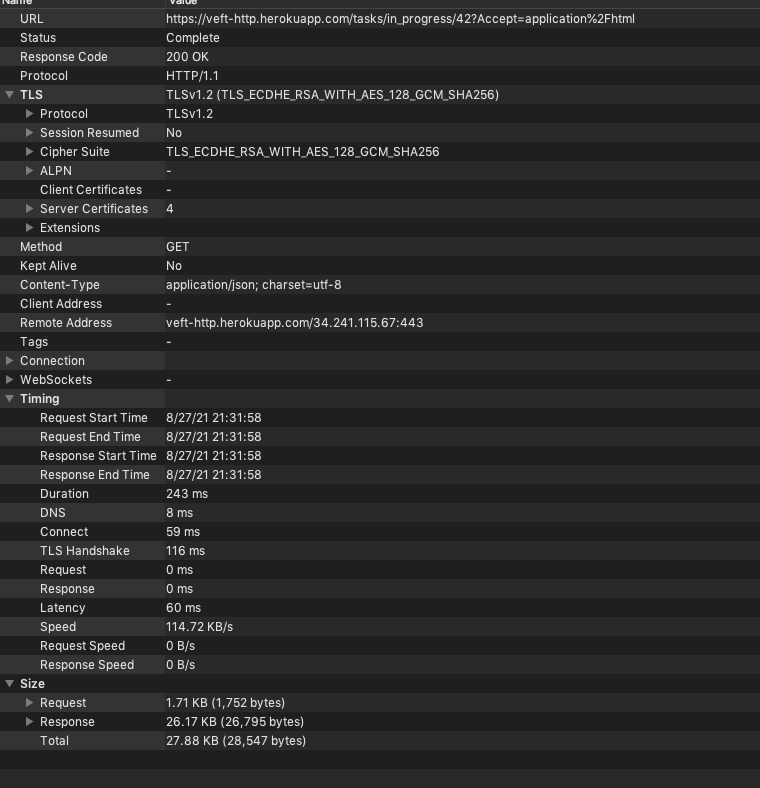 Name Value
URL https://veft-http.herokuapp.com/tasks/in_progress/42?Accept=application%2Fhtml
Status Complete
Response Code 200 OK
Protocol HTTP/1.1
TLS TLSv1.2 (TLS_ECDHE_RSA_WITH_AES_128_GCM_SHA256)
Protocol TLSv1.2
Session Resumed No
Cipher Suite TLS_ECDHE_RSA_WITH_AES_128_GCM_SHA256
ALPN -
Client Certificates -
Server Certificates 4
Extensions
Method GET
Kept Alive No
Content-Type application/json; charset=utf-8
Client Address -
Remote Address veft-http.herokuapp.com/34.241.115.67:443
Tags -
Connection
WebSockets -
Timing
Request Start Time 8/27/21 21:31:58
Request End Time 8/27/21 21:31:58
Response Start Time 8/27/21 21:31:58
Response End Time 8/27/21 21:31:58
Duration 243 ms
DNS 8 ms
Connect 59 ms
TLS Handshake 116 ms
Request 0 ms
Response 0 ms
Latency 60 ms
Speed 114.72 KB/s
Request Speed 0 B/s
Response Speed 0 B/s
Size
Request 1.71 KB (1,752 bytes)
Response 26.17 KB (26,795 bytes)
Total 27.88 KB (28,547 bytes)